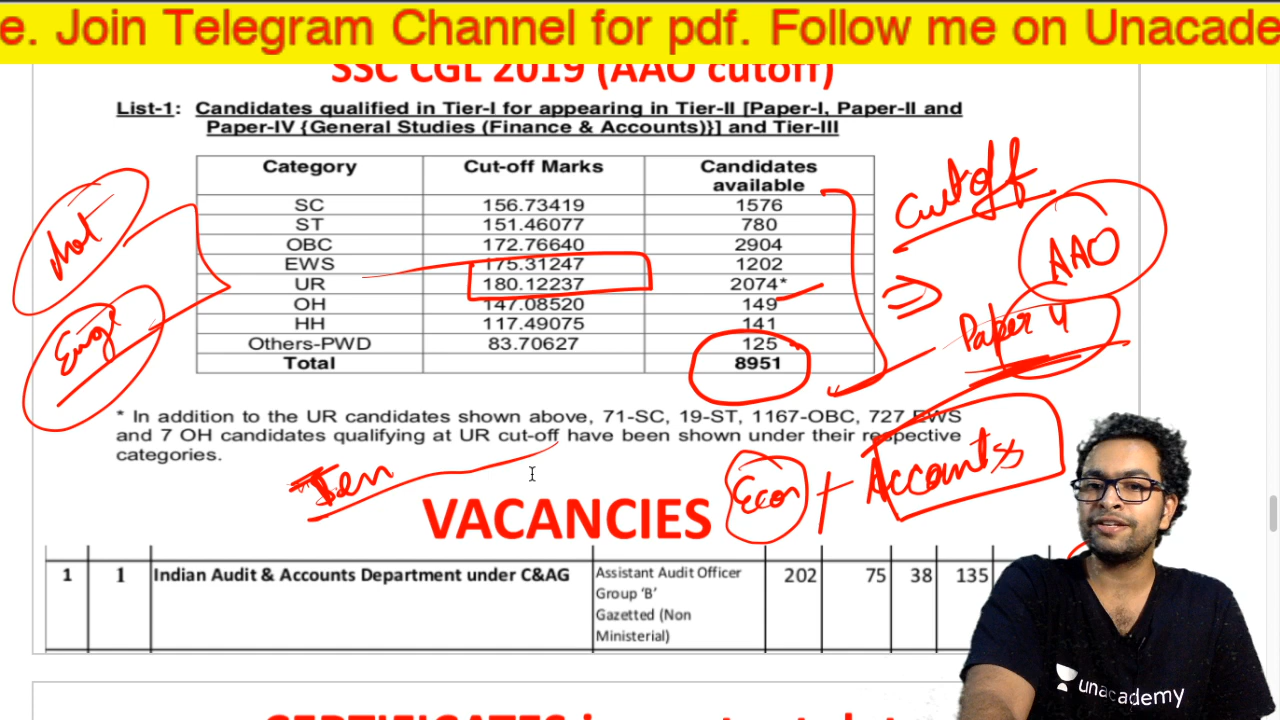 e. Join Telegram Channel for pdf. Follow me on Unacade
SSC CGL 2019 (AAO cutoff)
List-1: Candidates qualified in Tier-I for appearing in Tier-II [Paper-I, Paper-II and
Paper-IV {General Studies (Finance & Accounts)}] and Tier-III
Category Cut-off Marks Candidates available
SC 156.73419 1576
ST 151.46077 780
OBC 172.76640 2904
EWS 175.31247 1202
UR 180.12237 2074*
OH 147.08520 149
HH 117.49075 141
Others-PWD 83.70627 125
Total 8951
Cutoff
AAO
Paper 4
* In addition to the UR candidates shown above, 71-SC, 19-ST, 1167-OBC, 727 EWS
and 7 OH candidates qualifying at UR cut-off have been shown under their respective
categories.
Econ + Accounts
VACANCIES
1 1 Indian Audit & Accounts Department under C&AG Assistant Audit Officer 202 75 38 135
Group ‘B’
Gazetted (Non
Ministerial)
unacademy